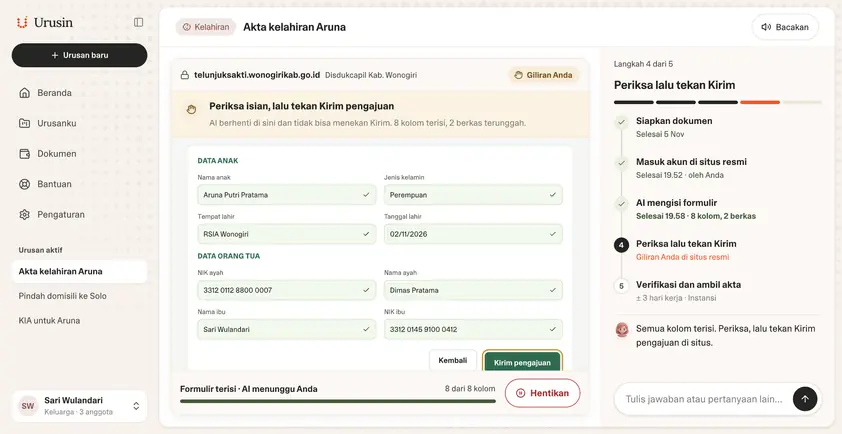 Urusin
+ Urusan baru
Beranda
Urusanku
Dokumen
Bantuan
Pengaturan
Urusan aktif
Akta kelahiran Aruna
Pindah domisili ke Solo
KIA untuk Aruna
SW
Sari Wulandari
Keluarga · 3 anggota
Kelahiran
Akta kelahiran Aruna
Bacakan
telunjuksakti.wonogirikab.go.id Disdukcapil Kab. Wonogiri
Giliran Anda
Periksa isian, lalu tekan Kirim pengajuan
AI berhenti di sini dan tidak bisa menekan Kirim. 8 kolom terisi, 2 berkas terunggah.
DATA ANAK
Nama anak
Aruna Putri Pratama
Jenis kelamin
Perempuan
Tempat lahir
RSIA Wonogiri
Tanggal lahir
02/11/2026
DATA ORANG TUA
NIK ayah
3312 0112 8800 0007
Nama ayah
Dimas Pratama
Nama ibu
Sari Wulandari
NIK ibu
3312 0145 9100 0412
Kembali
Kirim pengajuan
Formulir terisi · AI menunggu Anda
8 dari 8 kolom
Hentikan
Langkah 4 dari 5
Periksa lalu tekan Kirim
Siapkan dokumen
Selesai 5 Nov
Masuk akun di situs resmi
Selesai 19.52 · oleh Anda
AI mengisi formulir
Selesai 19.58 · 8 kolom, 2 berkas
4
Periksa lalu tekan Kirim
Giliran Anda di situs resmi
5
Verifikasi dan ambil akta
± 3 hari kerja · Instansi
Semua kolom terisi. Periksa, lalu tekan Kirim
pengajuan di situs.
Tulis jawaban atau pertanyaan lain...